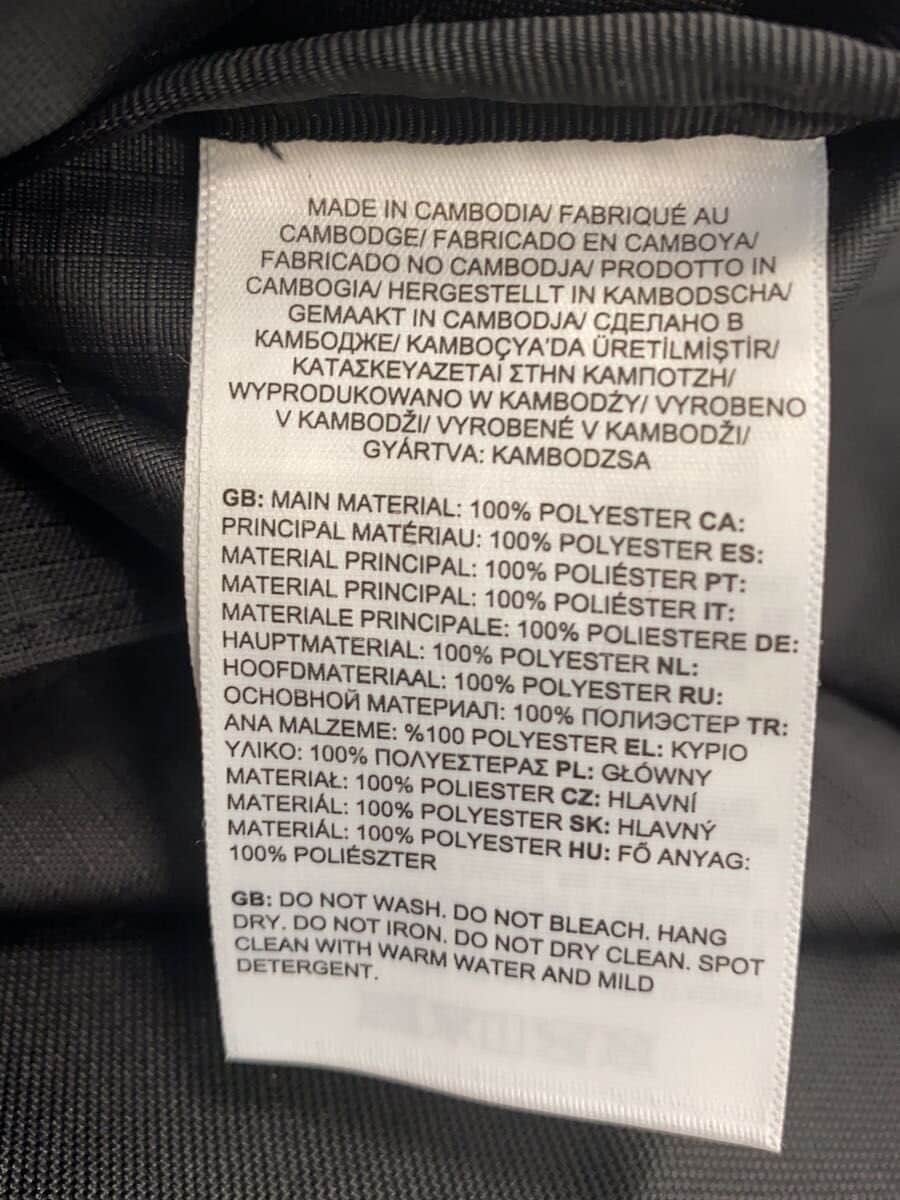 MADE IN CAMBODIA/ FABRIQUÉ AU
CAMBODGE/ FABRICADO EN CAMBOYA/
FABRICADO NO CAMBODJA/ PRODOTTO IN
CAMBOGIA/ HERGESTELLT IN KAMBODSCHA/
GEMAAKT IN CAMBODJA/ СДЕЛАНО В
КАМБОДЖЕ/ KAMBOÇYA'DA ÜRETİLMİŞTİR/
ΚΑΤΑΣΚΕΥΑΖΕΤΑΙ ΣΤΗΝ ΚΑΜΠΟΤΖΗ/
WYPRODUKOWANO W KAMBODŻY/ VYROBENO
V KAMBODŽI/ VYROBENÉ V KAMBODŽI/
GYÁRTVA: KAMBODZSA
GB: MAIN MATERIAL: 100% POLYESTER CA:
PRINCIPAL MATÉRIAU: 100% POLYESTER ES:
MATERIAL PRINCIPAL: 100% POLIÉSTER PT:
MATERIAL PRINCIPAL: 100% POLIÉSTER IT:
MATERIALE PRINCIPALE: 100% POLIESTERE DE:
HAUPTMATERIAL: 100% POLYESTER NL:
HOOFDMATERIAAL: 100% POLYESTER RU:
ОСНОВНОЙ МАТЕРИАЛ: 100% ПОЛИЭСТЕР TR:
ANA MALZEME: %100 POLYESTER EL: ΚΥΡΙΟ
ΥΛΙΚΟ: 100% ΠΟΛΥΕΣΤΕΡΑΣ PL: GŁÓWNY
MATERIAŁ: 100% POLIESTER CZ: HLAVNÍ
MATERIÁL: 100% POLYESTER SK: HLAVNÝ
MATERIÁL: 100% POLYESTER HU: FŐ ANYAG:
100% POLIÉSZTER
GB: DO NOT WASH. DO NOT BLEACH. HANG
DRY. DO NOT IRON. DO NOT DRY CLEAN. SPOT
CLEAN WITH WARM WATER AND MILD
DETERGENT.